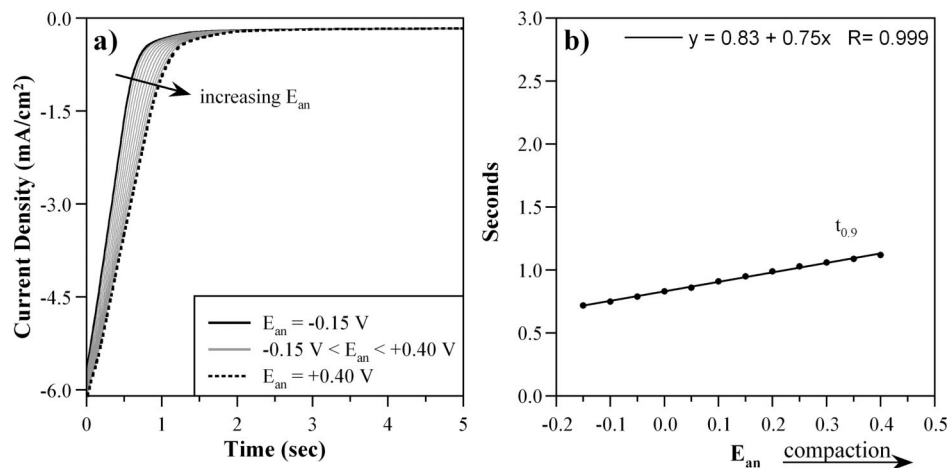 a)
increasing E_an
E_an = -0.15 V
-0.15 V < E_an < +0.40 V
E_an = +0.40 V
Current Density (mA/cm²)
0.0
-1.5
-3.0
-4.5
-6.0
0 1 2 3 4 5
Time (sec)
b)
y = 0.83 + 0.75x R= 0.999
t_0.9
Seconds
3.0
2.5
2.0
1.5
1.0
0.5
0.0
-0.2 -0.1 0.0 0.1 0.2 0.3 0.4 0.5
E_an compaction